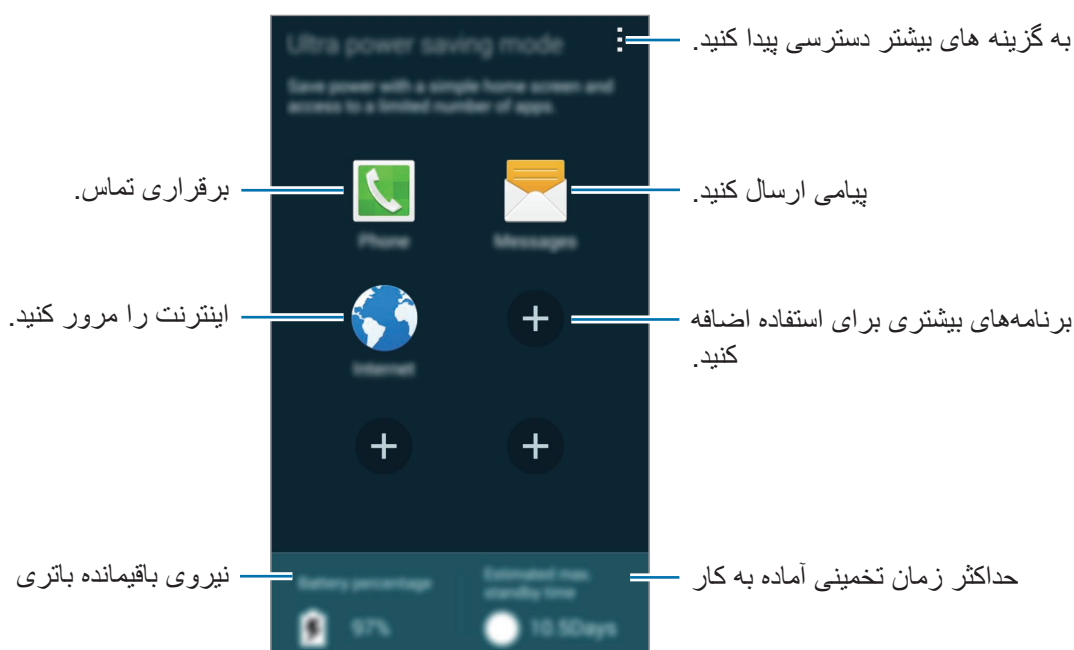 Ultra power saving mode
به گزینه های بیشتر دسترسی پیدا کنید.
Save power with a simple home screen and
access to a limited number of apps.
برقراری تماس.
پیامی ارسال کنید.
Phone
Messages
اینترنت را مرور کنید.
برنامه‌های بیشتری برای استفاده اضافه
کنید.
Internet
نیروی باقیمانده باتری
Battery percentage
Estimated max.
standby time
حداکثر زمان تخمینی آماده به کار
97%
10.5Days